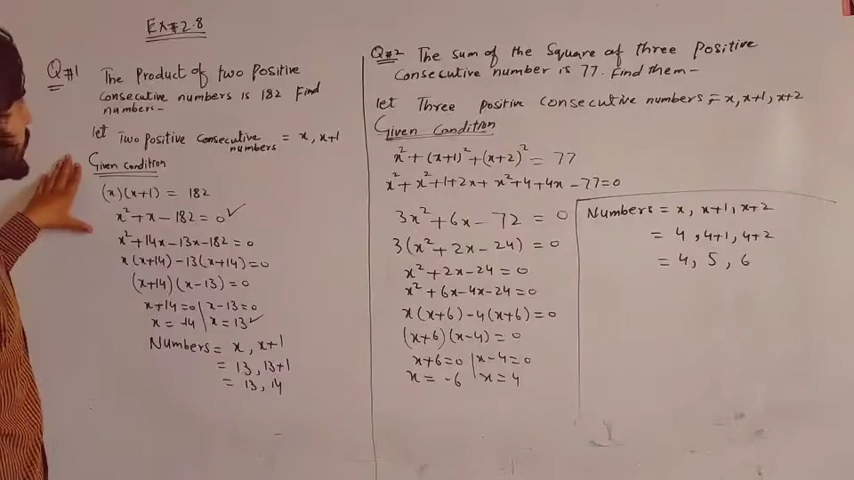 EX#2.8
Q#1 The Product of two Positive
consecutive numbers is 182 Find
numbers-
let Two positive consecutive numbers = x, x+1
Given condition
(x)(x+1) = 182
x²+x-182=0✓
x²+14x-13x-182=0
x(x+14)-13(x+14)=0
(x+14)(x-13)=0
x+14=0 | x-13=0
x=-14 | x=13✓
Numbers= x, x+1
= 13, 13+1
= 13, 14
Q#2 The sum of the Square of three Positive
consecutive number is 77. Find them-
let Three positive consecutive numbers= x, x+1, x+2
Given Condition
x²+(x+1)²+(x+2)²=77
x²+x²+1+2x+x²+4+4x-77=0
3x²+6x-72=0
3(x²+2x-24)=0
x²+2x-24=0
x²+6x-4x-24=0
x(x+6)-4(x+6)=0
(x+6)(x-4)=0
x+6=0 | x-4=0
x=-6 | x=4
Numbers= x, x+1, x+2
= 4, 4+1, 4+2
= 4, 5, 6